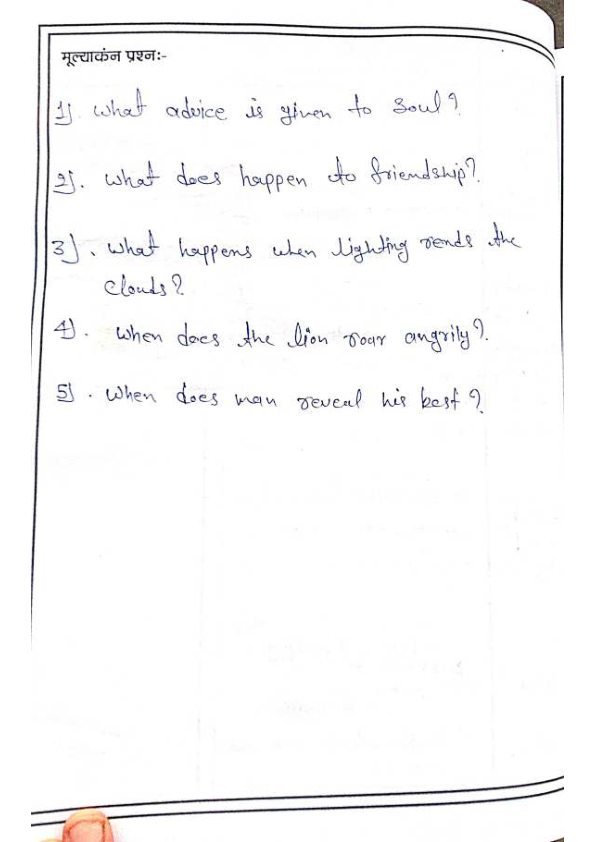 मूल्याकंन प्रश्नः-
1). What advice is given to Soul?
2). What does happen to friendship?
3). What happens when lighting rends the
clouds?
4). When does the lion roar angrily?
5). When does man reveal his best?